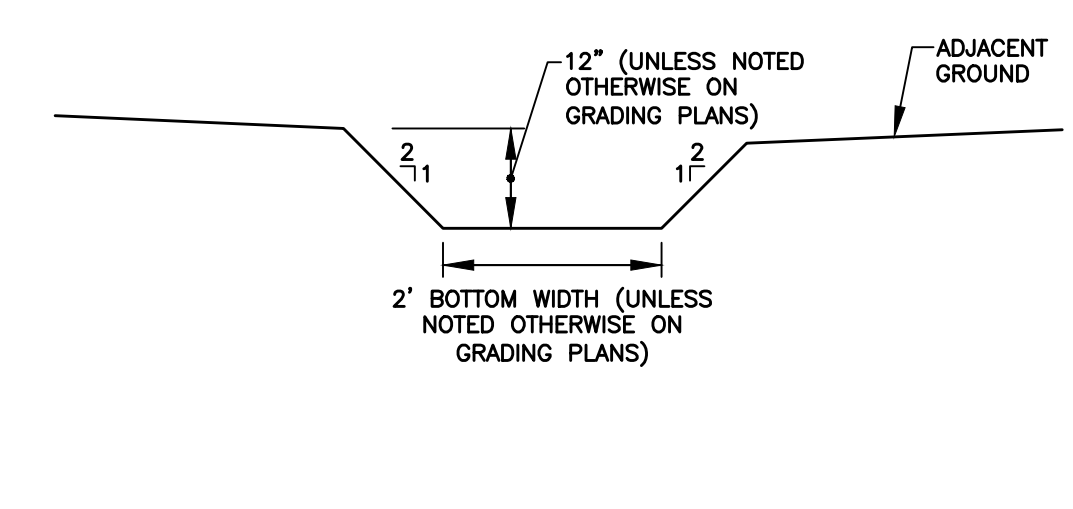 12" (UNLESS NOTED
OTHERWISE ON
GRADING PLANS)
ADJACENT
GROUND
2
1
2
1
2' BOTTOM WIDTH (UNLESS
NOTED OTHERWISE ON
GRADING PLANS)